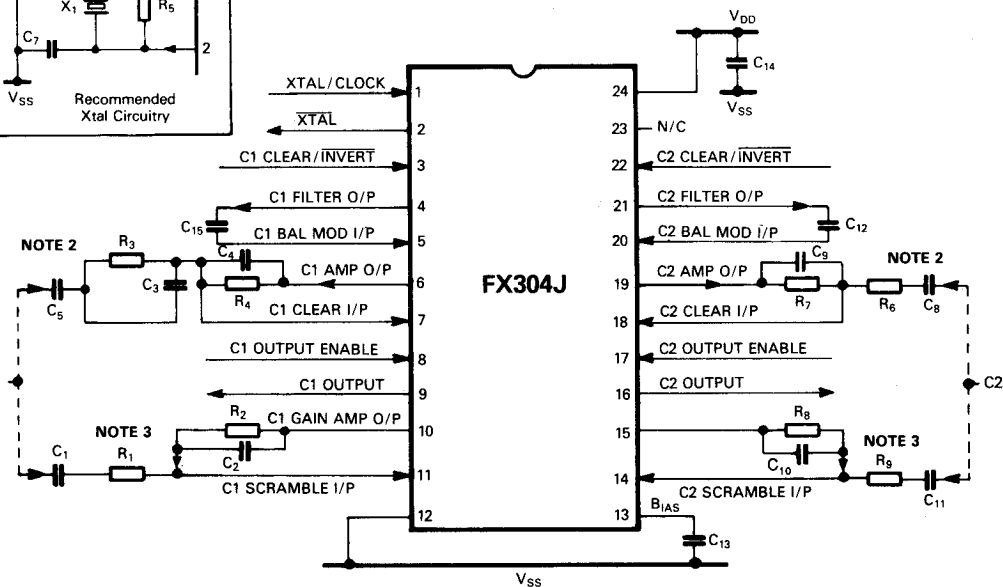 X1
R5
C7
2
VSS
Recommended
Xtal Circuitry
VDD
C14
VSS
FX304J
XTAL/CLOCK
1
XTAL
2
C1 CLEAR/INVERT
3
C1 FILTER O/P
4
C15
C1 BAL MOD I/P
5
NOTE 2
R3
C4
C3
C5
R4
C1 AMP O/P
6
C1 CLEAR I/P
7
C1 OUTPUT ENABLE
8
C1 OUTPUT
9
NOTE 3
R2
C1 GAIN AMP O/P
10
C1
R1
C2
11
C1 SCRAMBLE I/P
12
24
23
N/C
22
C2 CLEAR/INVERT
21
C2 FILTER O/P
C12
20
C2 BAL MOD I/P
C9
NOTE 2
19
C2 AMP O/P
R7
R6
C8
18
C2 CLEAR I/P
17
C2 OUTPUT ENABLE
16
C2 OUTPUT
C2
15
R8
NOTE 3
C10
R9
C11
14
C2 SCRAMBLE I/P
13
BIAS
C13
VSS